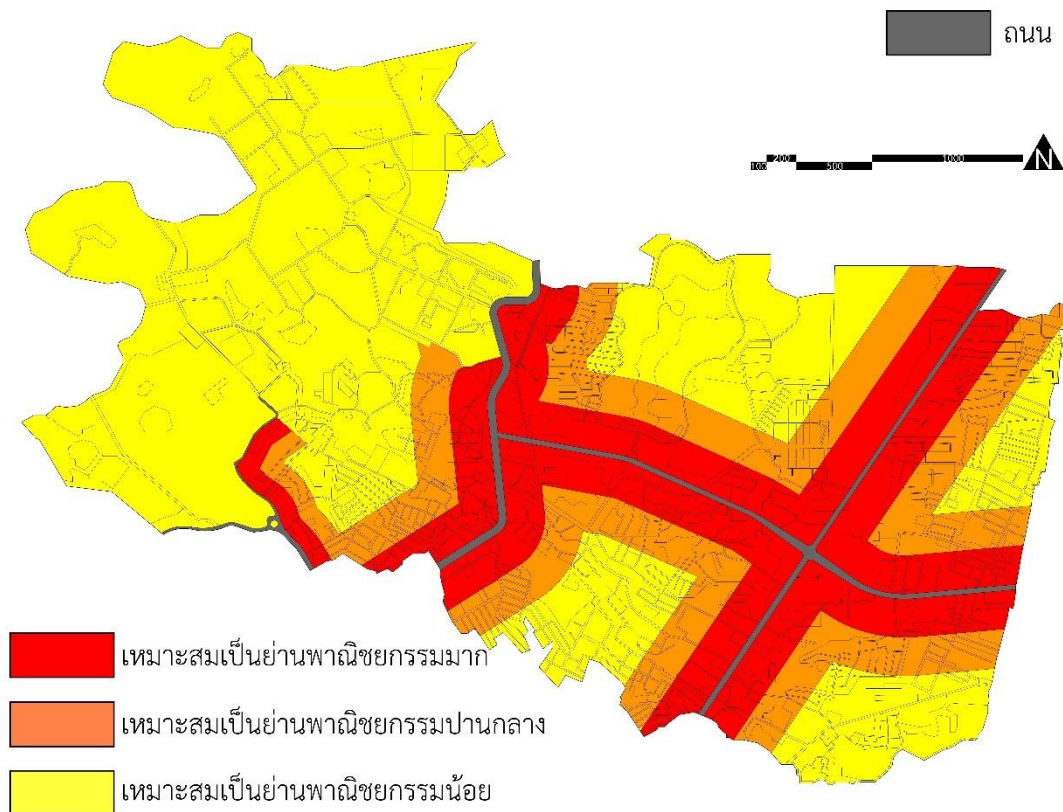 ถนน
200
1000
100
500
N
เหมาะสมเป็นย่านพาณิชยกรรมมาก
เหมาะสมเป็นย่านพาณิชยกรรมปานกลาง
เหมาะสมเป็นย่านพาณิชยกรรมน้อย